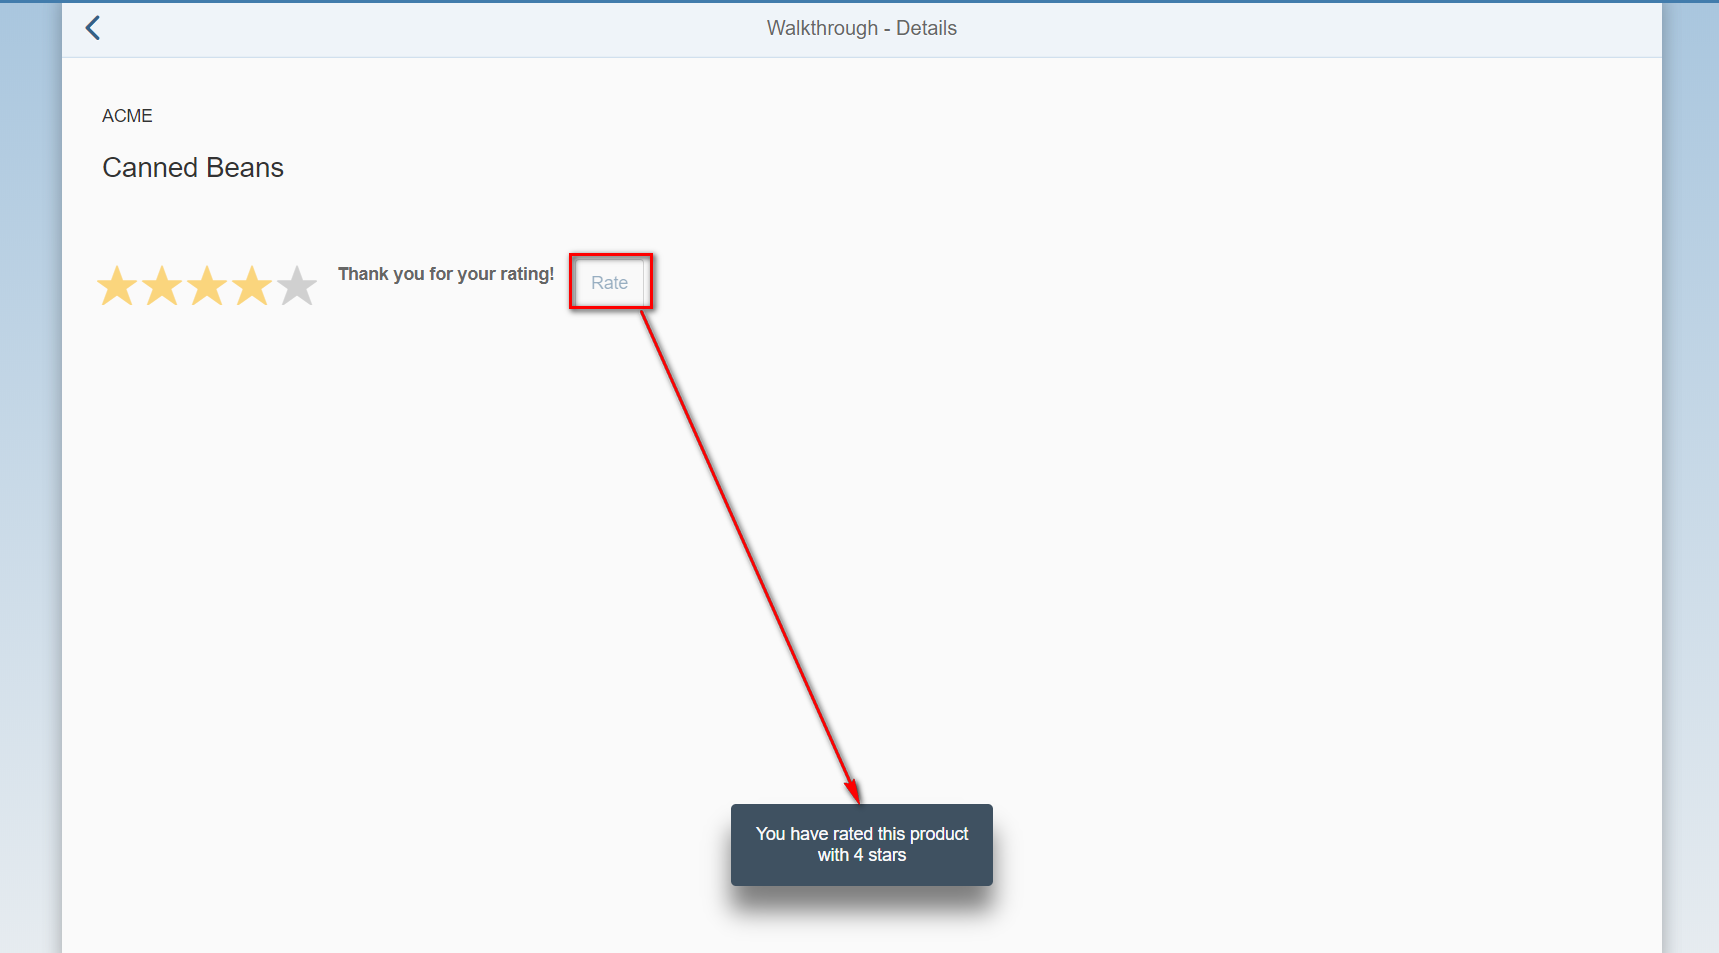 Walkthrough - Details
ACME
Canned Beans
Thank you for your rating!
Rate
You have rated this product
with 4 stars